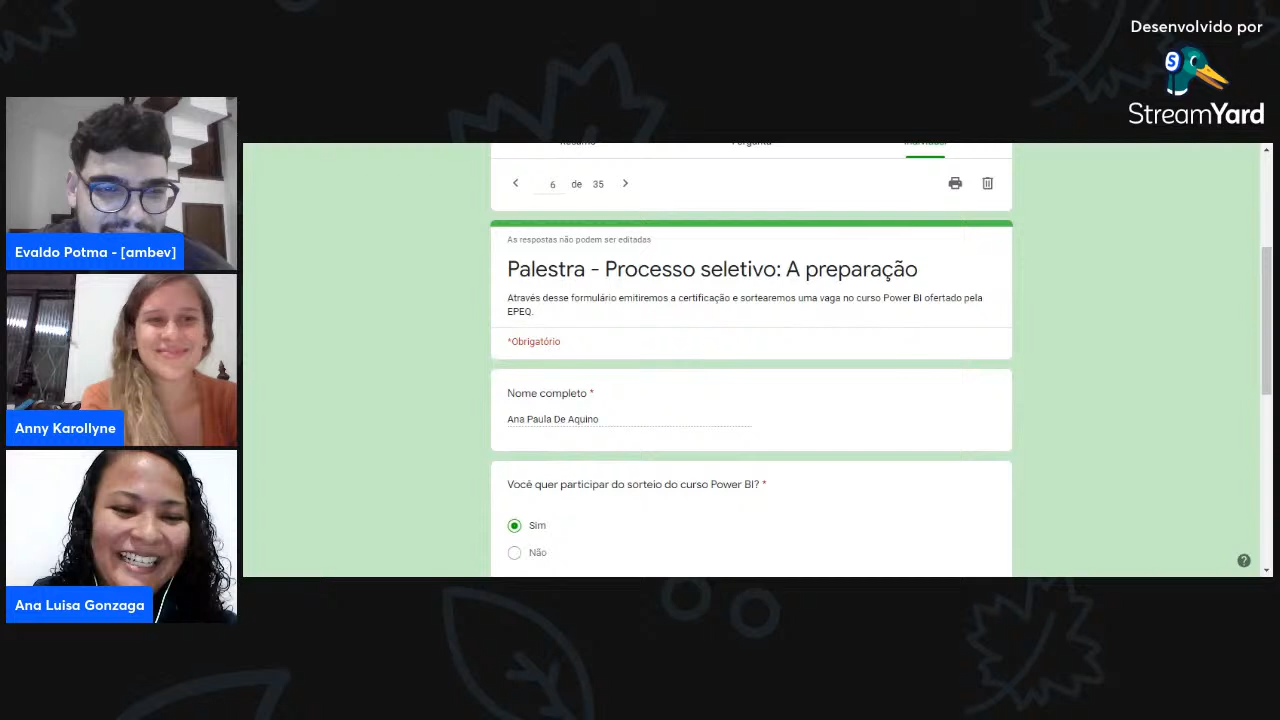 Desenvolvido por
StreamYard
Evaldo Potma - [ambev]
Anny Karollyne
Ana Luisa Gonzaga
Resumo Pergunta Individual
6 de 35
As respostas não podem ser editadas
Palestra - Processo seletivo: A preparação
Através desse formulário emitiremos a certificação e sortearemos uma vaga no curso Power BI ofertado pela
EPEQ.
*Obrigatório
Nome completo *
Ana Paula De Aquino
Você quer participar do sorteio do curso Power BI? *
Sim
Não